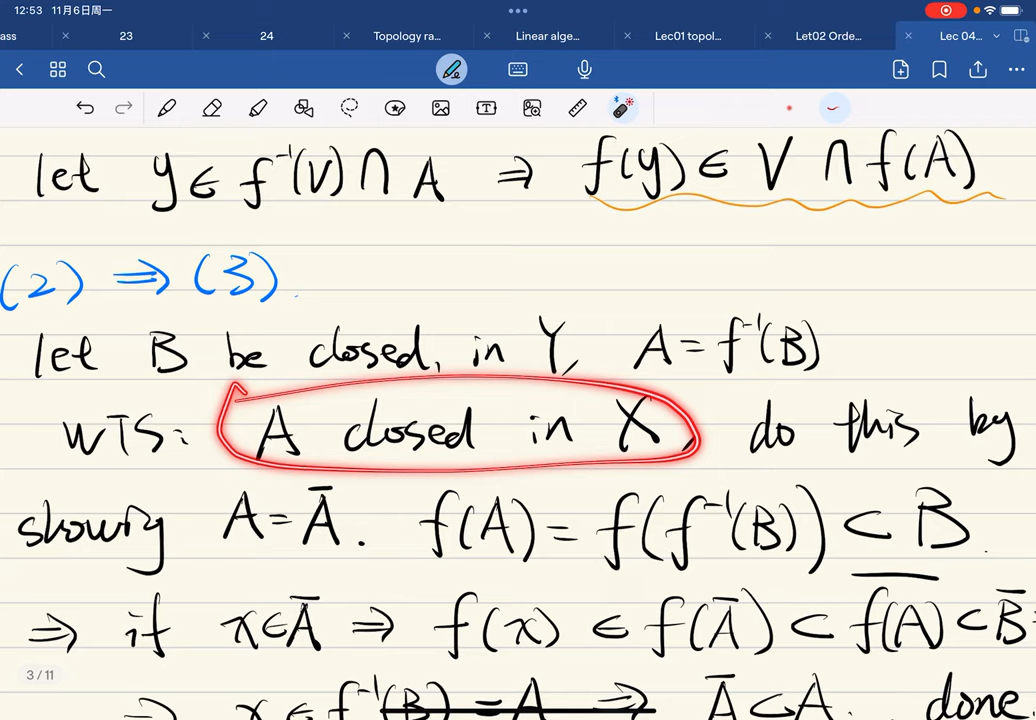 12:53 11月6日周一
ass 23 24 Topology ra... Linear alge... Lec01 topol... Let02 Orde... Lec 04...
let y ∈ f⁻¹(V) ∩ A ⇒ f(y) ∈ V ∩ f(A)
(2) ⇒ (3).
let B be closed, in Y, A = f⁻¹(B)
WTS: A closed in X, do this by
showing A = Ā. f(A) = f(f⁻¹(B)) ⊂ B.
⇒ if x ∈ Ā ⇒ f(x) ∈ f(Ā) ⊂ f(A)‾ ⊂ B̄ =
3 / 11
⇒ x ∈ f⁻¹(B) = A ⇒ Ā ⊂ A. done